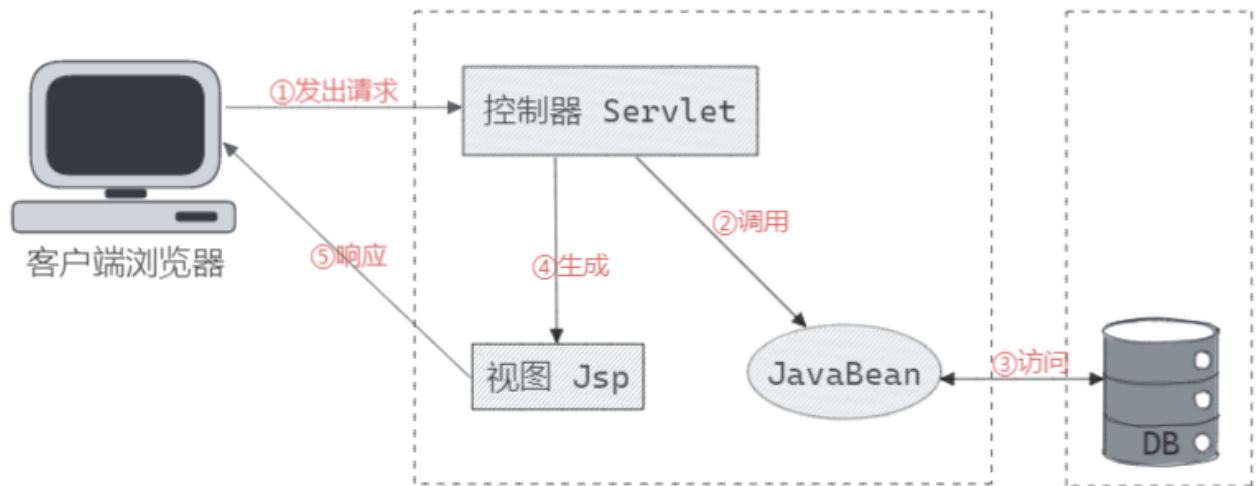 ①发出请求
控制器 Servlet
②调用
客户端浏览器
⑤响应
④生成
视图 Jsp
JavaBean
③访问
DB